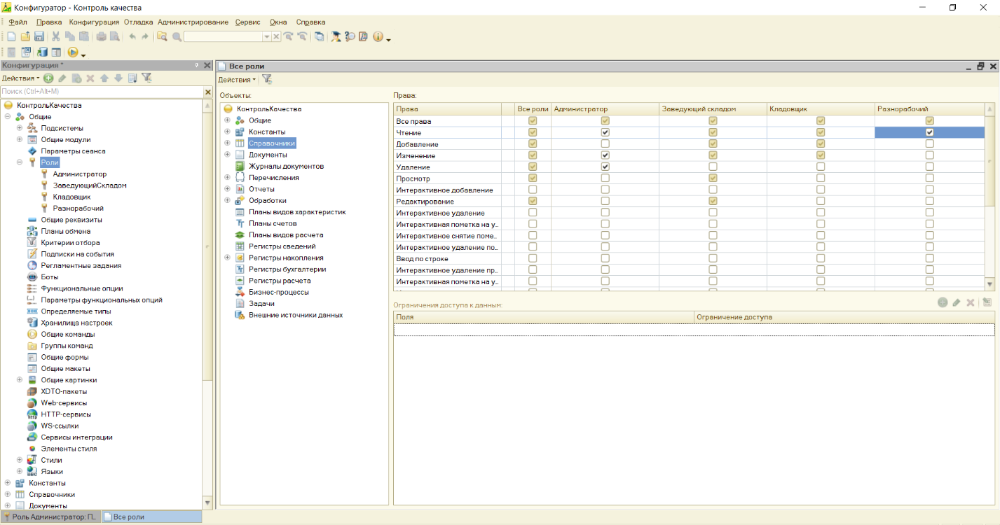 Конфигуратор - Контроль качества
Файл Правка Конфигурация Отладка Администрирование Сервис Окна Справка
Конфигурация *
Действия
Поиск (Ctrl+Alt+M)
КонтрольКачества
Общие
Подсистемы
Общие модули
Параметры сеанса
Роли
Администратор
ЗаведующийСкладом
Кладовщик
Разнорабочий
Общие реквизиты
Планы обмена
Критерии отбора
Подписки на события
Регламентные задания
Боты
Функциональные опции
Параметры функциональных опций
Определяемые типы
Хранилища настроек
Общие команды
Группы команд
Общие формы
Общие макеты
Общие картинки
XDTO-пакеты
Web-сервисы
HTTP-сервисы
WS-ссылки
Сервисы интеграции
Элементы стиля
Стили
Языки
Константы
Справочники
Документы
Все роли
Действия
Объекты:
КонтрольКачества
Общие
Константы
Справочники
Документы
Журналы документов
Перечисления
Отчеты
Обработки
Планы видов характеристик
Планы счетов
Планы видов расчета
Регистры сведений
Регистры накопления
Регистры бухгалтерии
Регистры расчета
Бизнес-процессы
Задачи
Внешние источники данных
Права:
Права Все роли Администратор Заведующий складом Кладовщик Разнорабочий
Все права
Чтение
Добавление
Изменение
Удаление
Просмотр
Интерактивное добавление
Редактирование
Интерактивное удаление
Интерактивная пометка на у...
Интерактивное снятие поме...
Интерактивное удаление по...
Ввод по строке
Интерактивное удаление пр...
Интерактивная пометка на у...
Ограничения доступа к данным:
Поля Ограничение доступа
Роль Администратор: П... Все роли